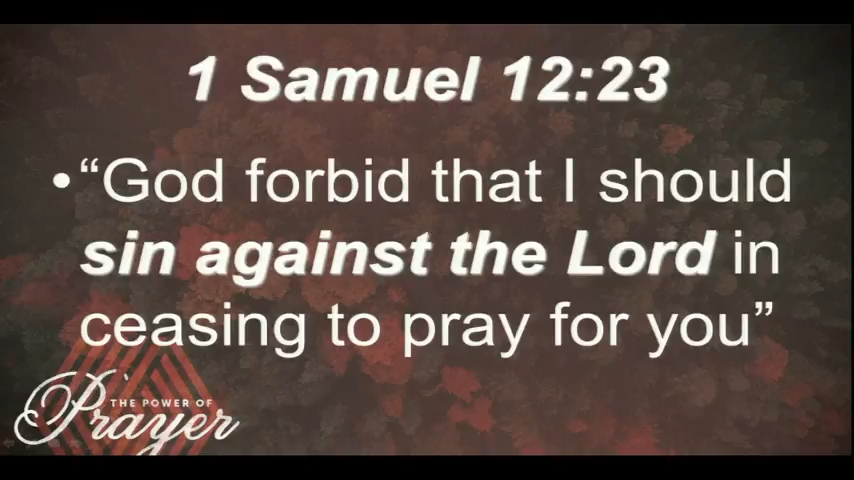 1 Samuel 12:23
•“God forbid that I should
sin against the Lord in
ceasing to pray for you”
THE POWER OF
Prayer